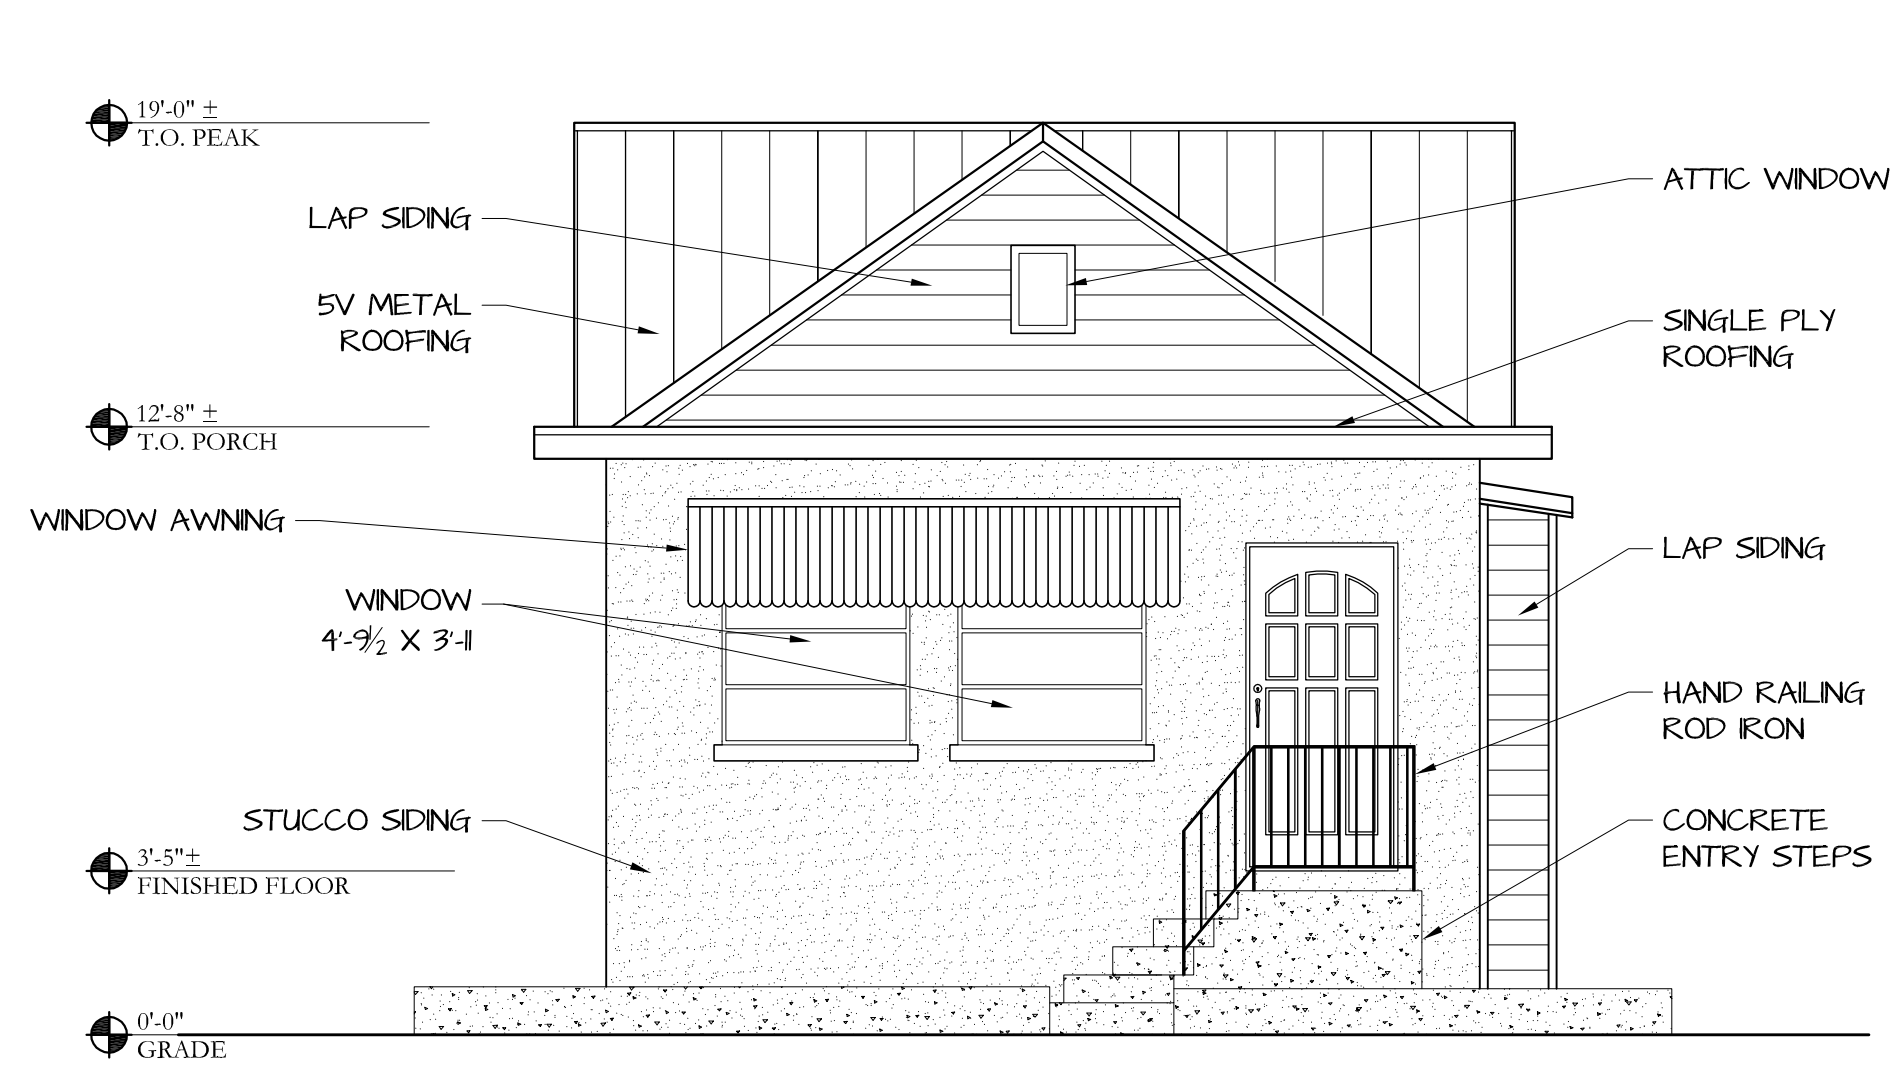 19'-0" ±
T.O. PEAK
ATTIC WINDOW
LAP SIDING
5V METAL
ROOFING
SINGLE PLY
ROOFING
12'-8" ±
T.O. PORCH
WINDOW AWNING
LAP SIDING
WINDOW
4'-9½ X 3'-11
HAND RAILING
ROD IRON
STUCCO SIDING
CONCRETE
ENTRY STEPS
3'-5"±
FINISHED FLOOR
0'-0"
GRADE